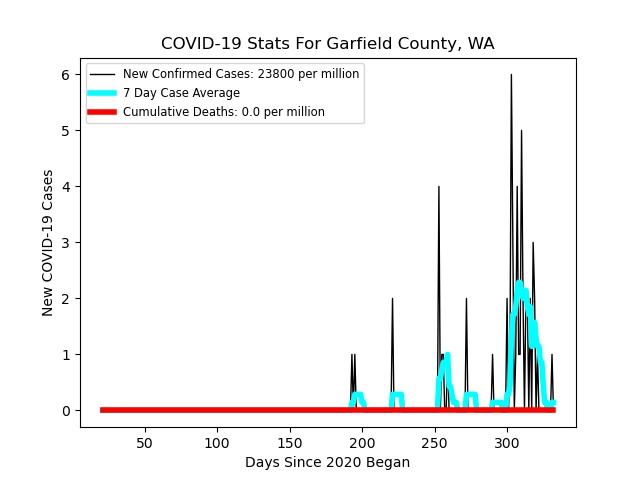 COVID-19 Stats For Garfield County, WA
New Confirmed Cases: 23800 per million
7 Day Case Average
Cumulative Deaths: 0.0 per million
New COVID-19 Cases
6
5
4
3
2
1
0
50 100 150 200 250 300
Days Since 2020 Began